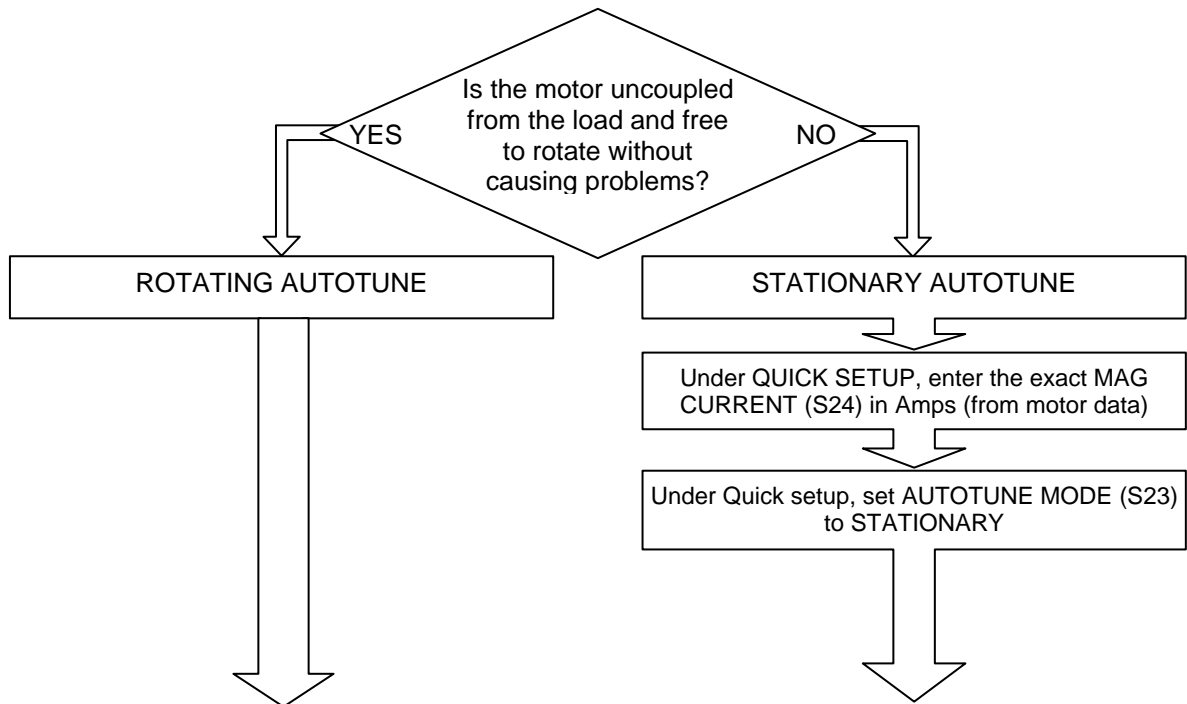 Is the motor uncoupled
from the load and free
to rotate without
causing problems?
YES
NO
ROTATING AUTOTUNE
STATIONARY AUTOTUNE
Under QUICK SETUP, enter the exact MAG
CURRENT (S24) in Amps (from motor data)
Under Quick setup, set AUTOTUNE MODE (S23)
to STATIONARY